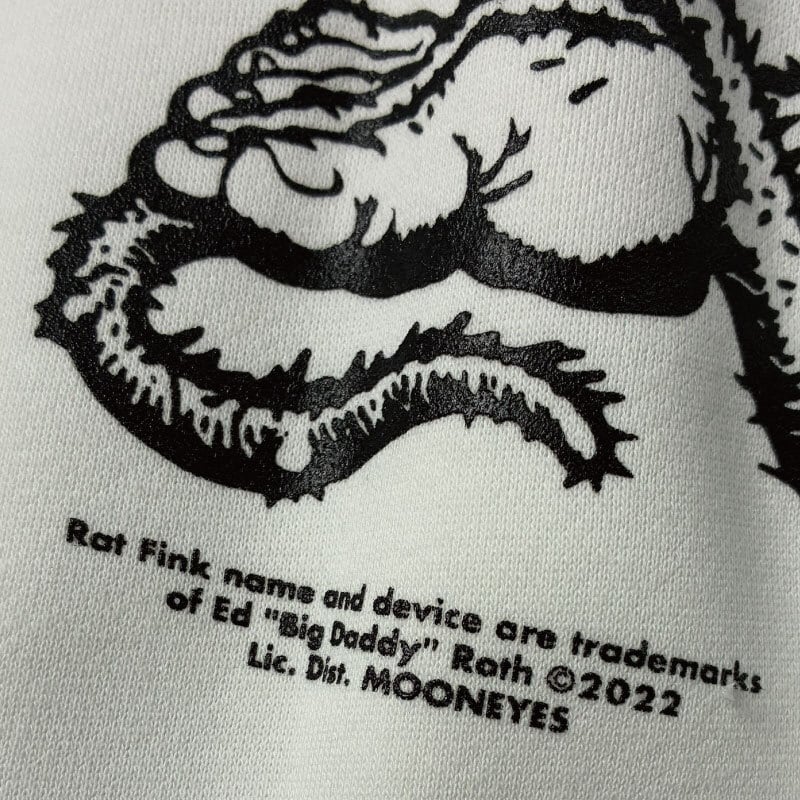 Rat Fink name and device are trademarks
of Ed "Big Daddy" Roth ©2022
Lic. Dist. MOONEYES